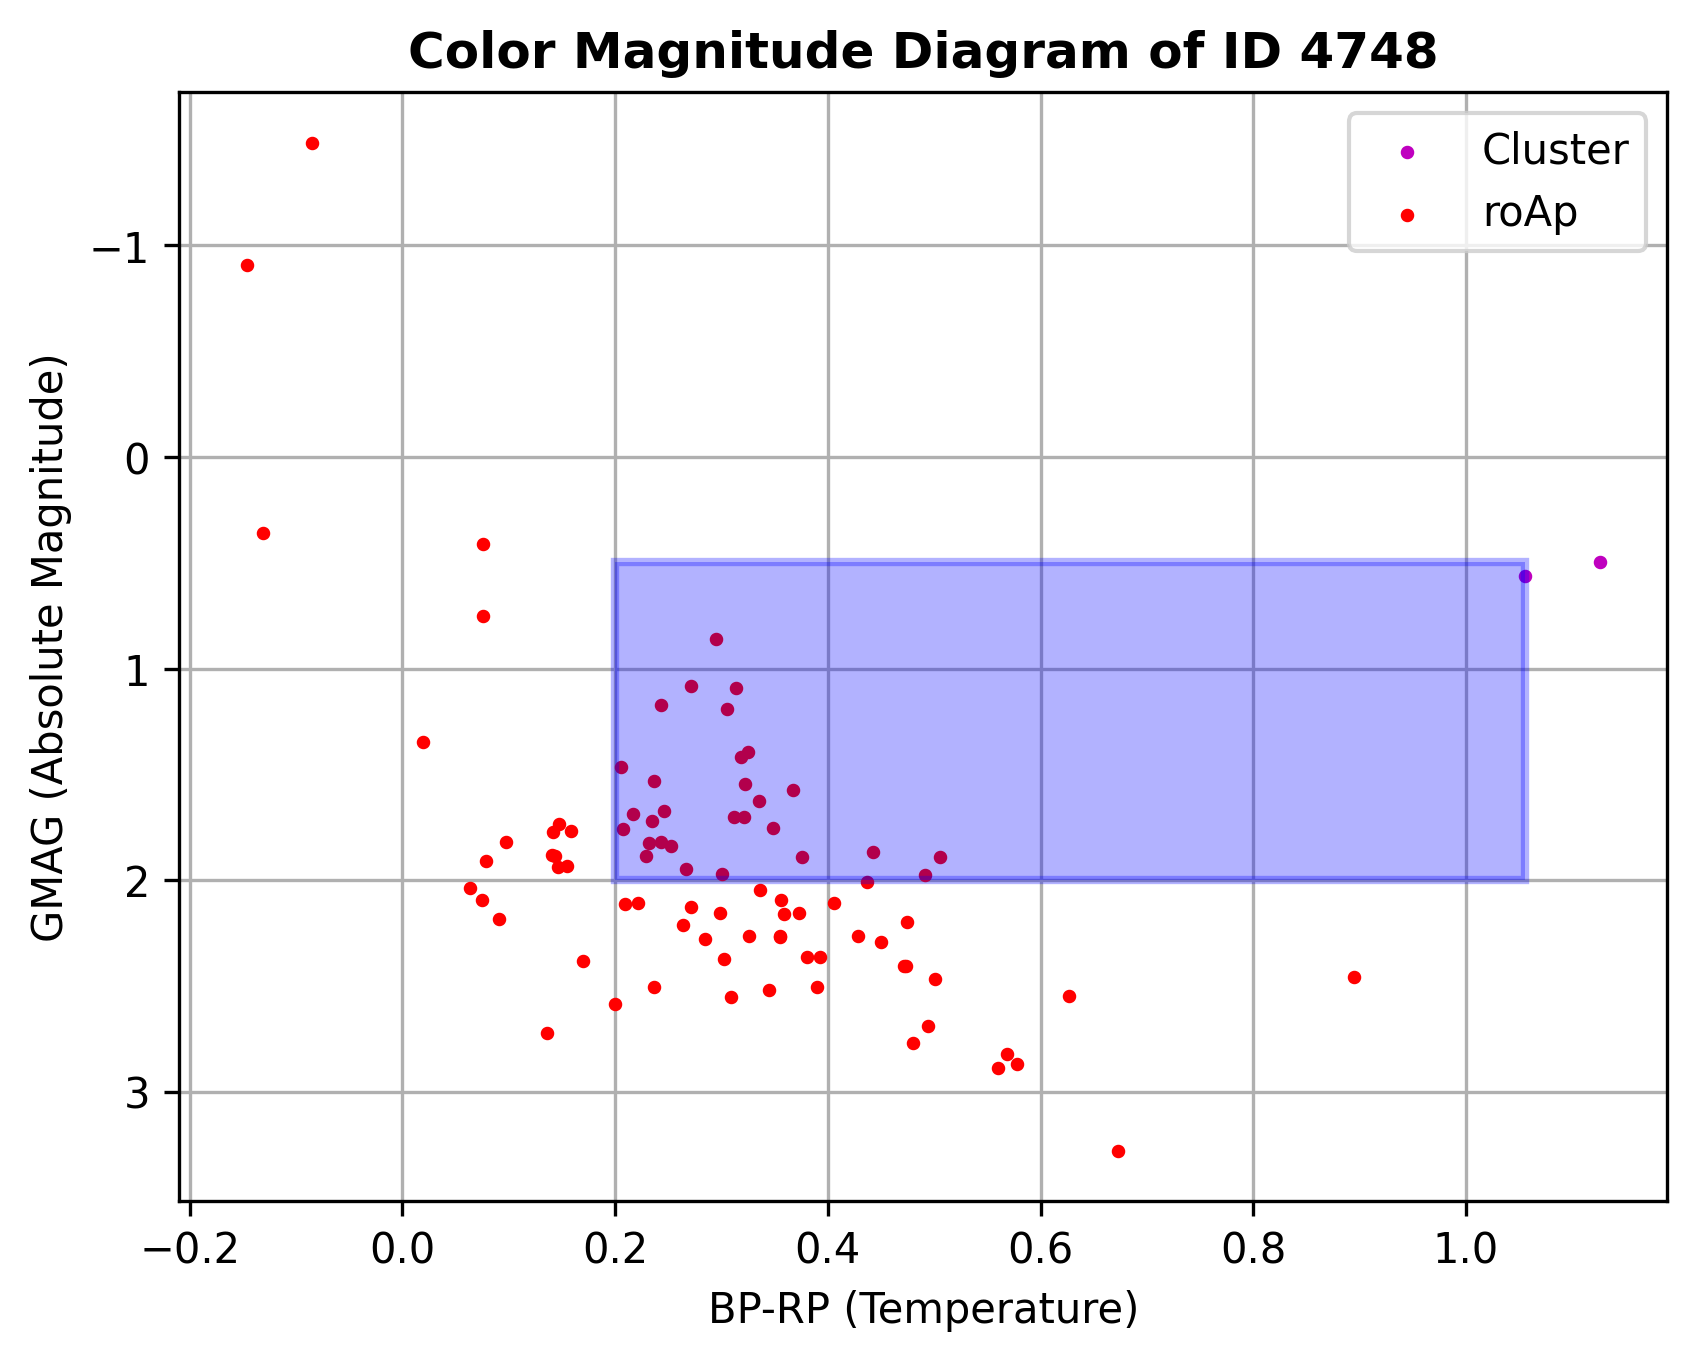 Color Magnitude Diagram of ID 4748
Cluster
roAp
−1
0
1
2
3
GMAG (Absolute Magnitude)
−0.2 0.0 0.2 0.4 0.6 0.8 1.0
BP-RP (Temperature)